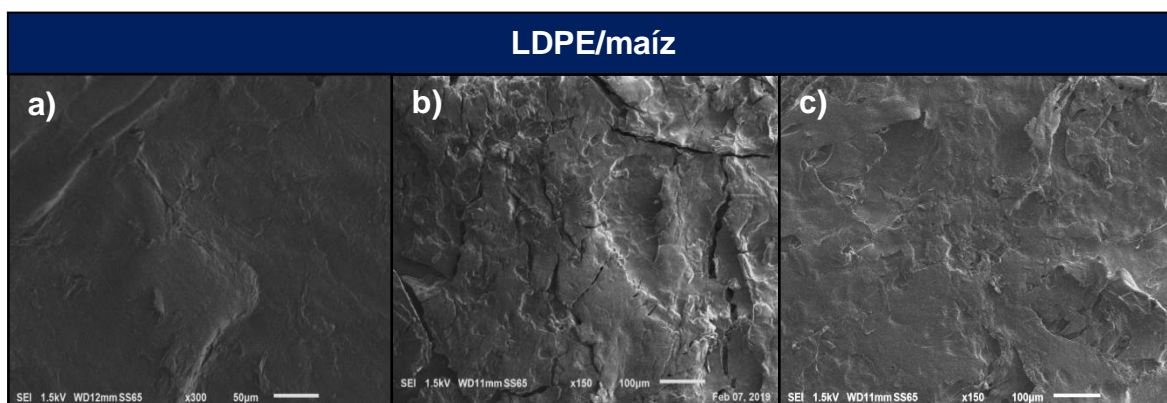 LDPE/maíz
a)
b)
c)
SEI 1.5kV WD12mm SS65 x300 50µm
SEI 1.5kV WD11mm SS65 x150 100µm
Feb 07, 2019
SEI 1.5kV WD11mm SS65 x150 100µm